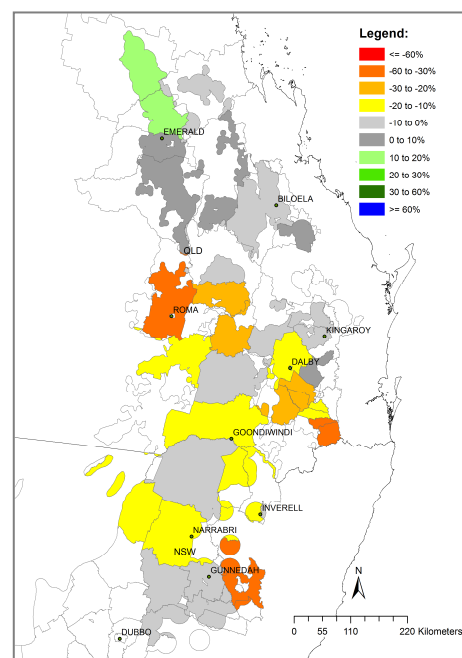 Legend:
<= -60%
-60 to -30%
-30 to -20%
-20 to -10%
-10 to 0%
0 to 10%
10 to 20%
20 to 30%
30 to 60%
>= 60%
EMERALD
BILOELA
QLD
ROMA
KINGAROY
DALBY
GOONDIWINDI
INVERELL
NARRABRI
NSW
GUNNEDAH
N
DUBBO
0 55 110 220 Kilometers